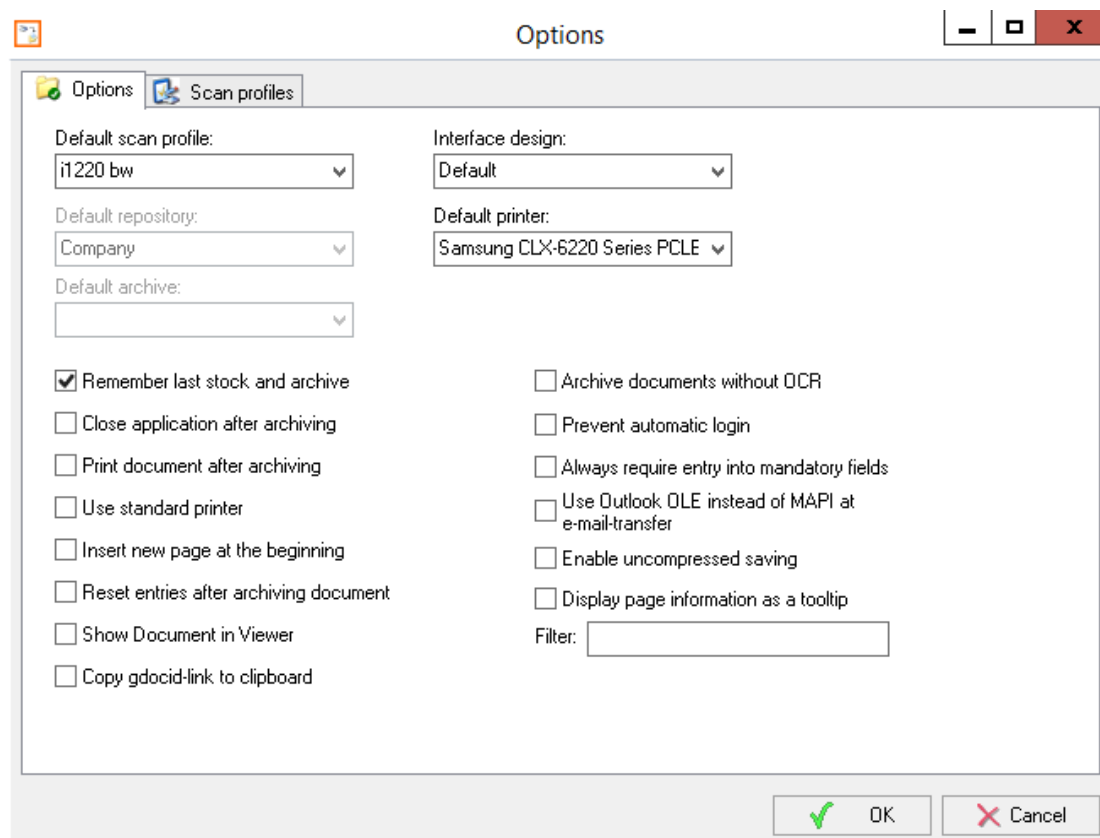 Options
Options
Scan profiles
Default scan profile:
i1220 bw
Interface design:
Default
Default repository:
Company
Default printer:
Samsung CLX-6220 Series PCLE
Default archive:
Remember last stock and archive
Close application after archiving
Print document after archiving
Use standard printer
Insert new page at the beginning
Reset entries after archiving document
Show Document in Viewer
Copy gdocid-link to clipboard
Archive documents without OCR
Prevent automatic login
Always require entry into mandatory fields
Use Outlook OLE instead of MAPI at
e-mail-transfer
Enable uncompressed saving
Display page information as a tooltip
Filter:
OK
Cancel